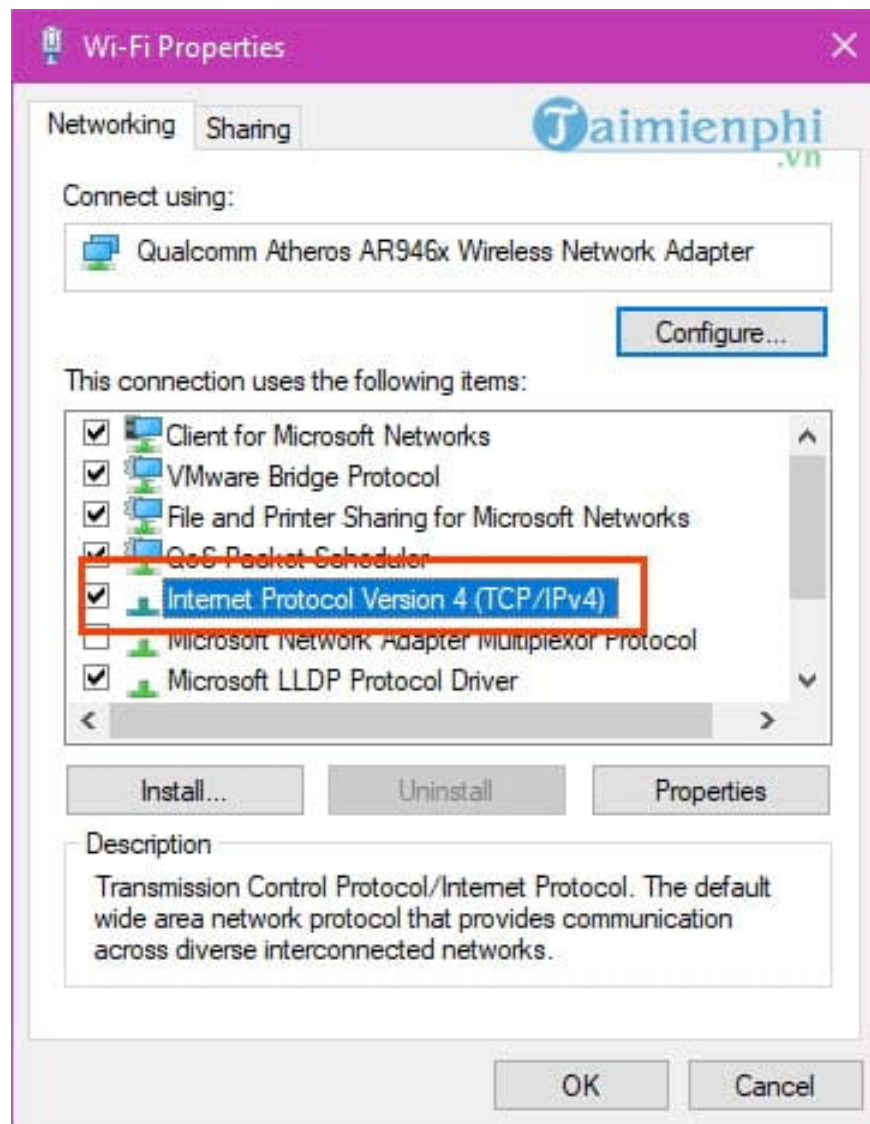 Wi-Fi Properties
Networking
Sharing
Taimienphi
.vn
Connect using:
Qualcomm Atheros AR946x Wireless Network Adapter
Configure...
This connection uses the following items:
Client for Microsoft Networks
VMware Bridge Protocol
File and Printer Sharing for Microsoft Networks
QoS Packet Scheduler
Internet Protocol Version 4 (TCP/IPv4)
Microsoft Network Adapter Multiplexor Protocol
Microsoft LLDP Protocol Driver
Install...
Uninstall
Properties
Description
Transmission Control Protocol/Internet Protocol. The default
wide area network protocol that provides communication
across diverse interconnected networks.
OK
Cancel